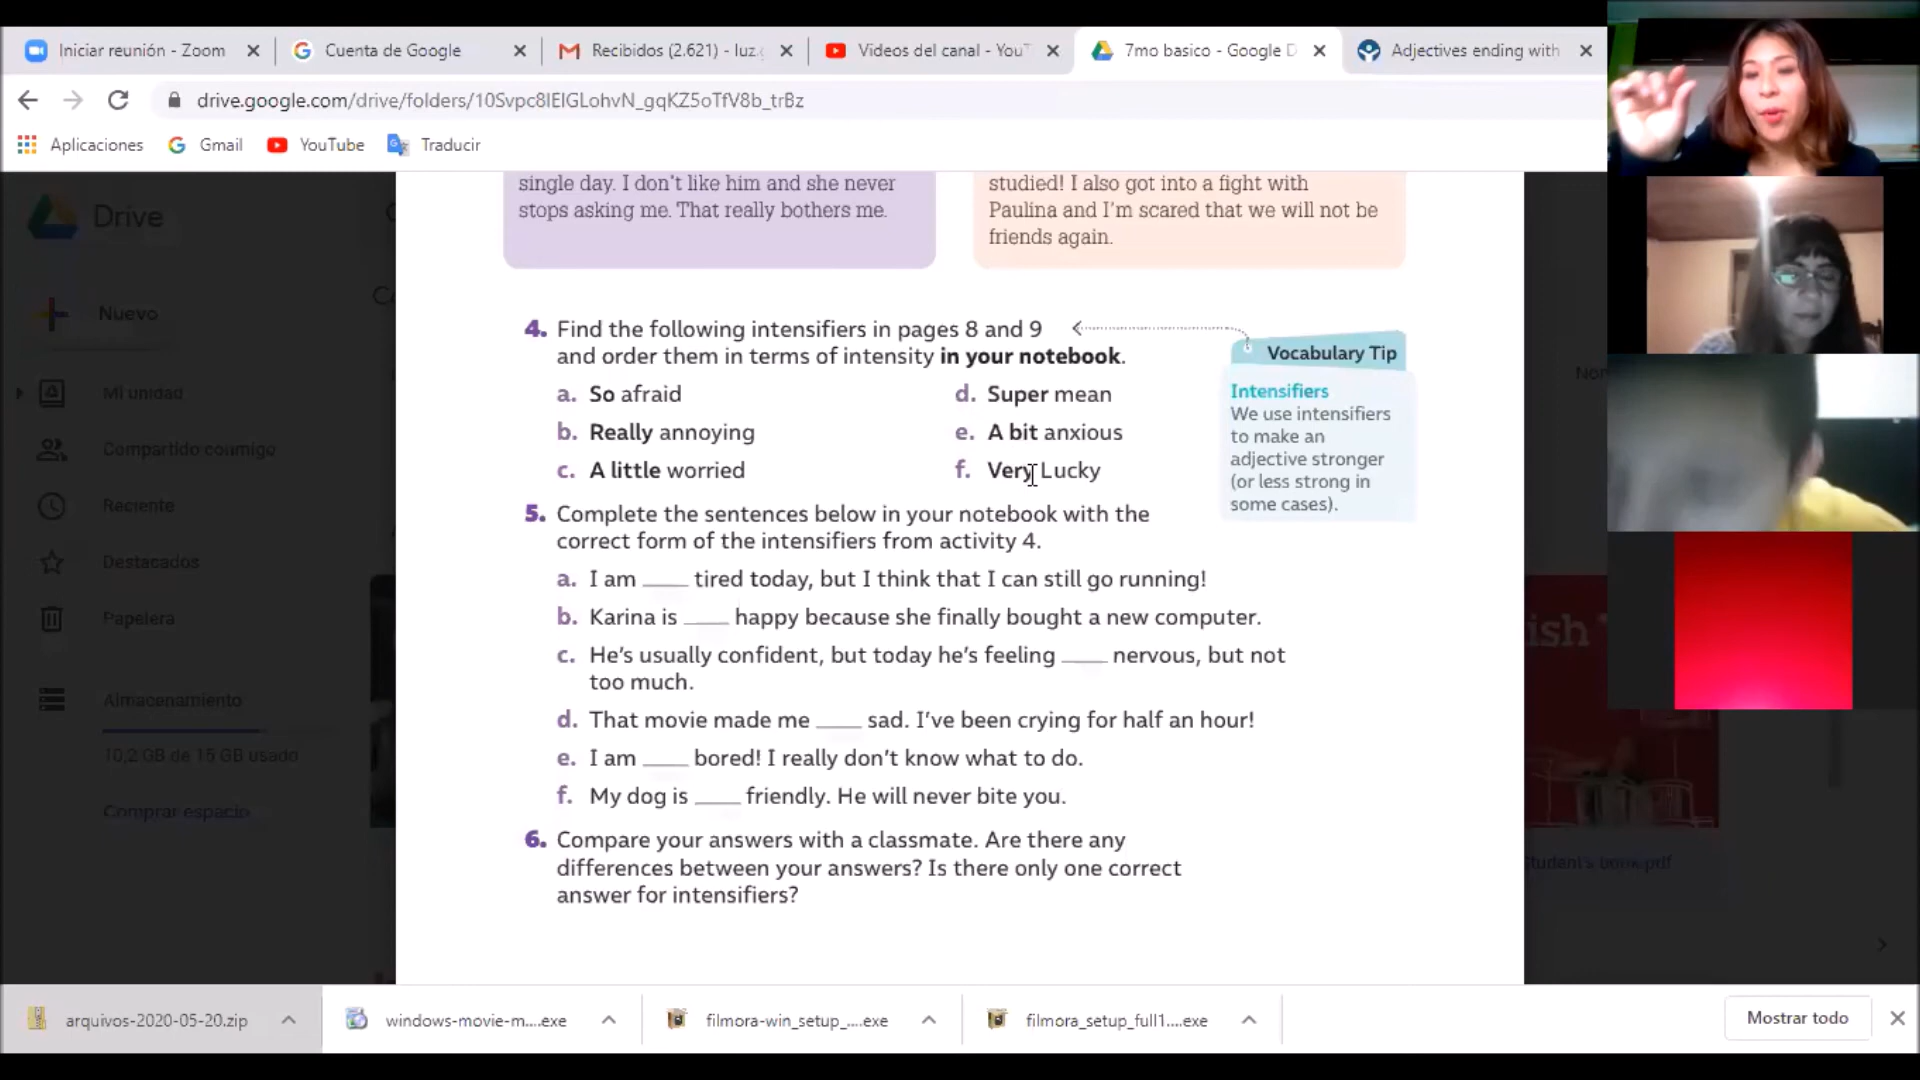 Iniciar reunión - Zoom
Cuenta de Google
Recibidos (2.621) - luz.
Videos del canal - YouT
7mo basico - Google D
Adjectives ending with
drive.google.com/drive/folders/10Svpc8IEIGLohvN_gqKZ5oTfV8b_trBz
Aplicaciones
Gmail
YouTube
Traducir
Drive
Nuevo
Mi unidad
Compartido conmigo
Reciente
Destacados
Papelera
Almacenamiento
10,2 GB de 15 GB usado
Comprar espacio
single day. I don't like him and she never
stops asking me. That really bothers me.
studied! I also got into a fight with
Paulina and I'm scared that we will not be
friends again.
4. Find the following intensifiers in pages 8 and 9
and order them in terms of intensity in your notebook.
a. So afraid
b. Really annoying
c. A little worried
d. Super mean
e. A bit anxious
f. Very Lucky
Vocabulary Tip
Intensifiers
We use intensifiers
to make an
adjective stronger
(or less strong in
some cases).
5. Complete the sentences below in your notebook with the
correct form of the intensifiers from activity 4.
a. I am ____ tired today, but I think that I can still go running!
b. Karina is ____ happy because she finally bought a new computer.
c. He's usually confident, but today he's feeling ____ nervous, but not
too much.
d. That movie made me ____ sad. I've been crying for half an hour!
e. I am ____ bored! I really don't know what to do.
f. My dog is ____ friendly. He will never bite you.
6. Compare your answers with a classmate. Are there any
differences between your answers? Is there only one correct
answer for intensifiers?
Student's book.pdf
arquivos-2020-05-20.zip
windows-movie-m....exe
filmora-win_setup_....exe
filmora_setup_full1....exe
Mostrar todo